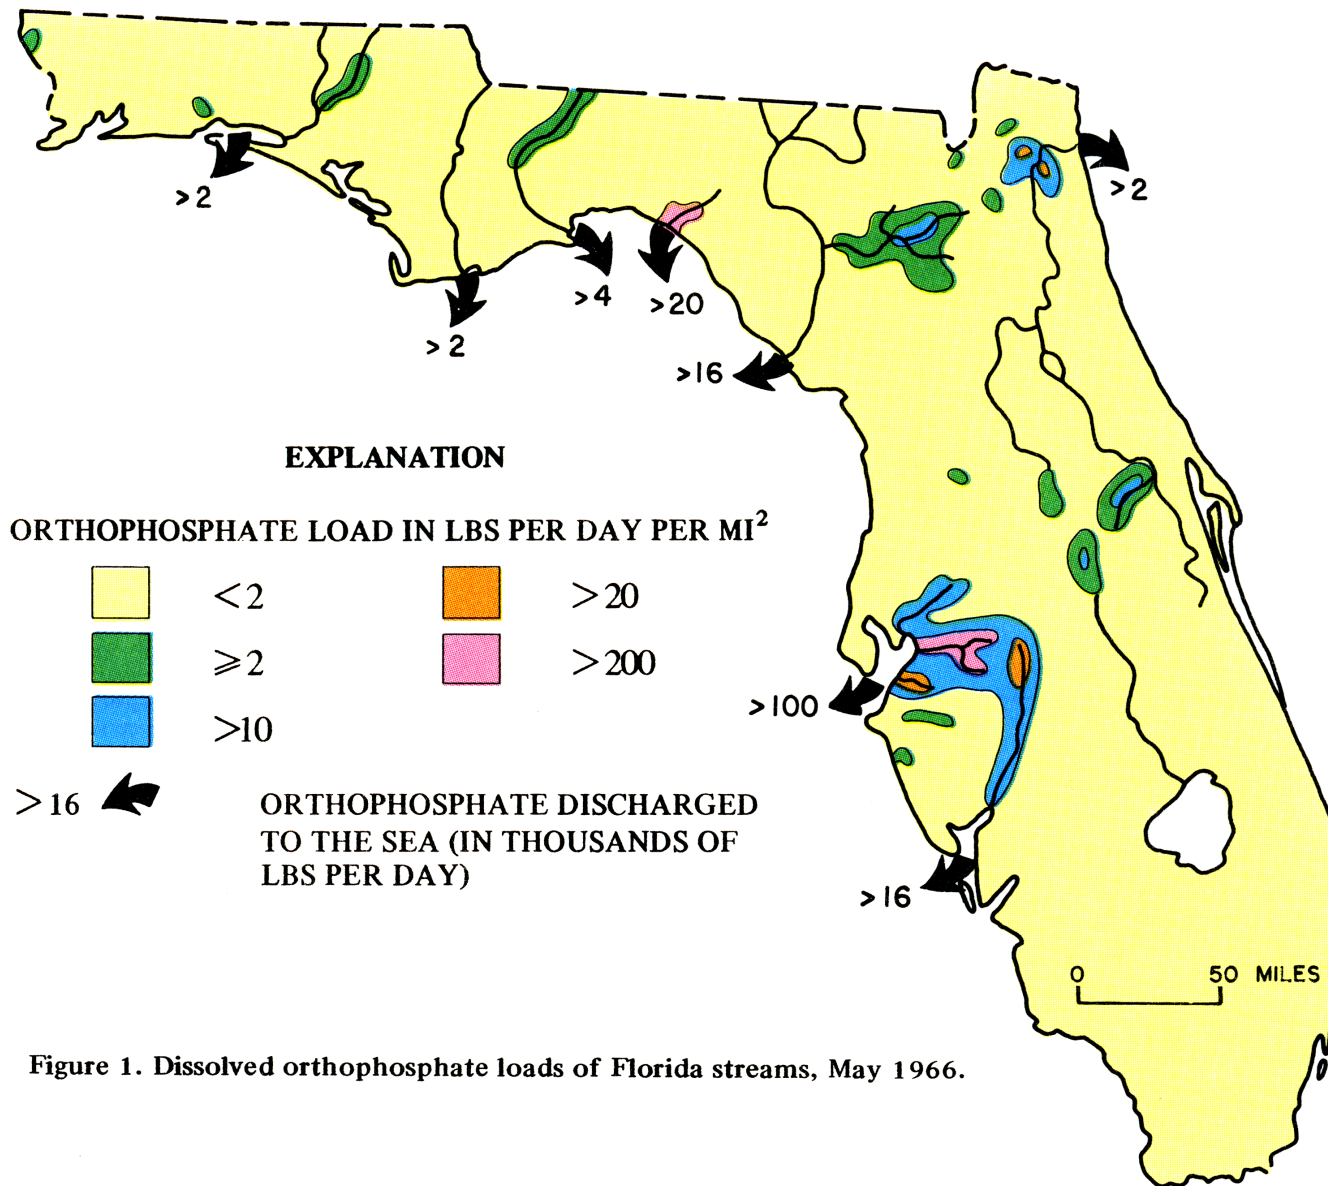 >2
>2
>2
>4
>20
>16
EXPLANATION
ORTHOPHOSPHATE LOAD IN LBS PER DAY PER MI²
<2
>20
⩾2
>200
>10
>100
>16
ORTHOPHOSPHATE DISCHARGED
TO THE SEA (IN THOUSANDS OF
LBS PER DAY)
>16
0 50 MILES
Figure 1. Dissolved orthophosphate loads of Florida streams, May 1966.